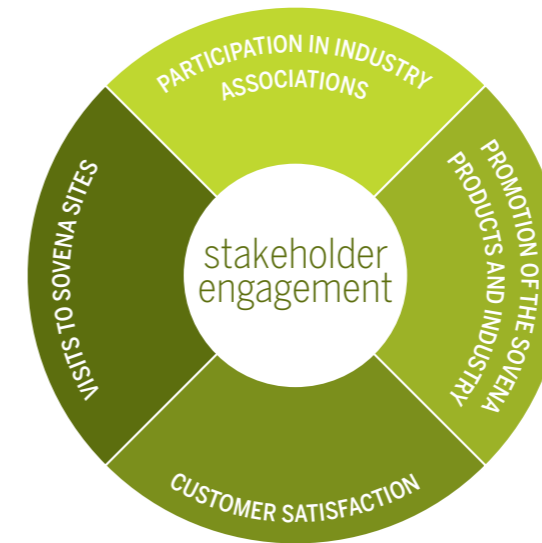 PARTICIPATION IN INDUSTRY
ASSOCIATIONS
PROMOTION OF THE SOVENA
PRODUCTS AND INDUSTRY
CUSTOMER SATISFACTION
VISITS TO SOVENA SITES
stakeholder
engagement